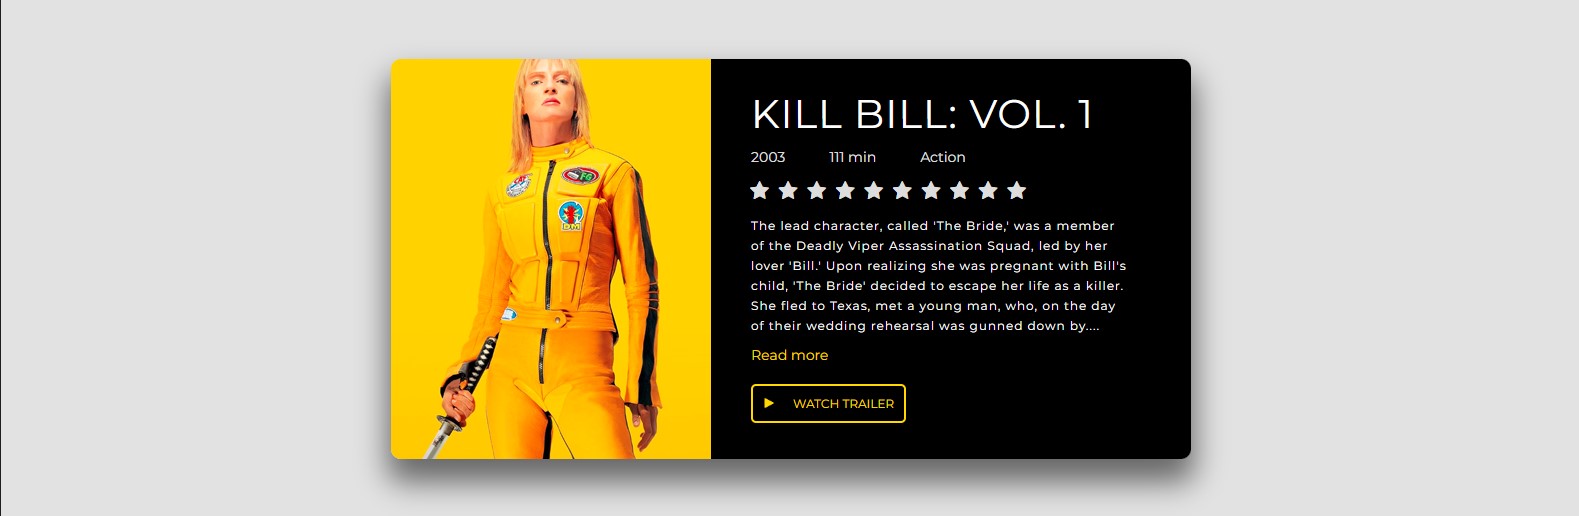 KILL BILL: VOL. 1
2003 111 min Action
The lead character, called 'The Bride,' was a member
of the Deadly Viper Assassination Squad, led by her
lover 'Bill.' Upon realizing she was pregnant with Bill's
child, 'The Bride' decided to escape her life as a killer.
She fled to Texas, met a young man, who, on the day
of their wedding rehearsal was gunned down by....
Read more
WATCH TRAILER
CAT
FG
DM